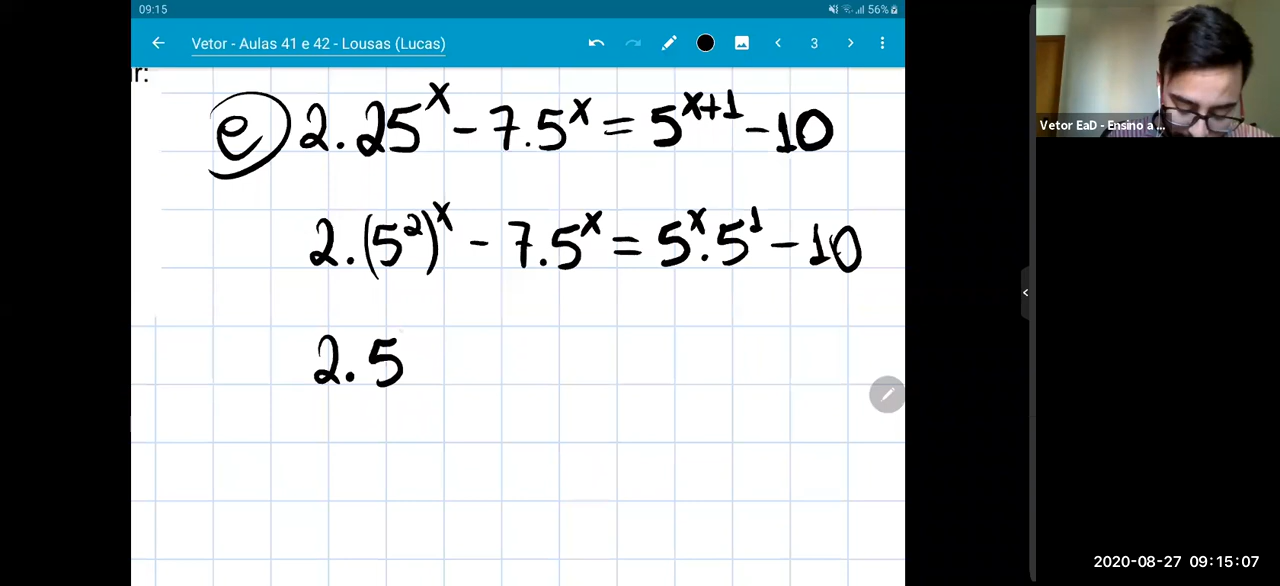 09:15
56%
Vetor - Aulas 41 e 42 - Lousas (Lucas)
3
r:
e) 2.25^x - 7.5^x = 5^{x+1} - 10
2.(5^2)^x - 7.5^x = 5^x.5^1 - 10
2.5
Vetor EaD - Ensino a ...
2020-08-27 09:15:07